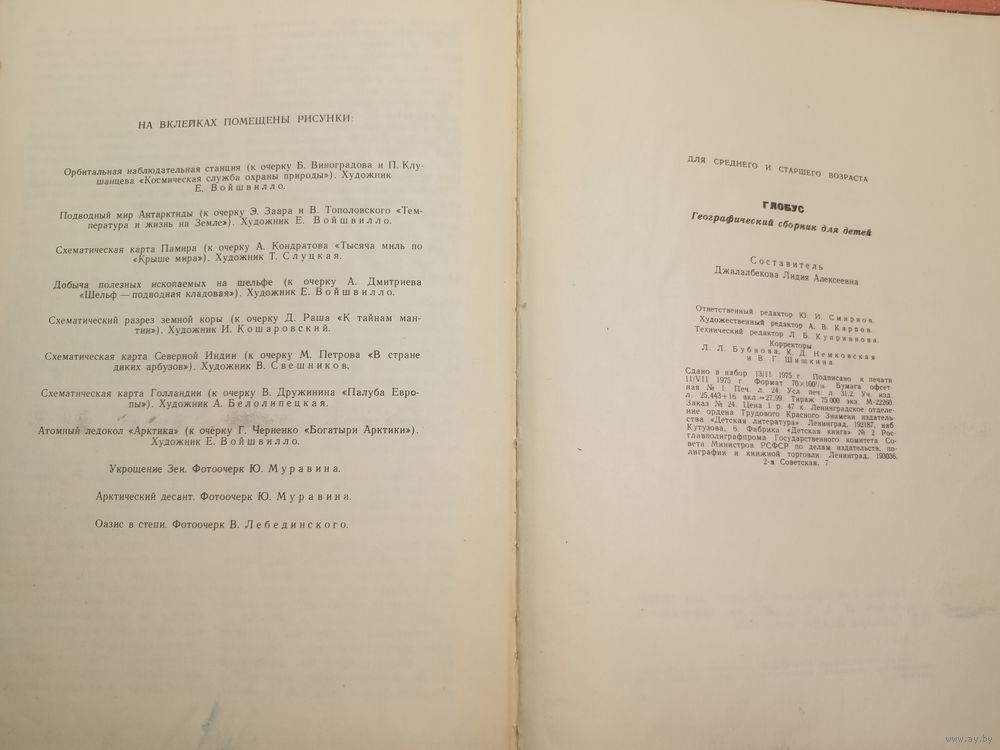 НА ВКЛЕЙКАХ ПОМЕЩЕНЫ РИСУНКИ:
Орбитальная наблюдательная станция (к очерку Б. Виноградова и П. Клу-
шанцева «Космическая служба охраны природы»). Художник
Е. Войшвилло.
Подводный мир Антарктиды (к очерку Э. Заара и В. Тополовского «Тем-
пература и жизнь на Земле»). Художник Е. Войшвилло.
Схематическая карта Памира (к очерку А. Кондратова «Тысяча миль по
«Крыше мира»). Художник Т. Слуцкая.
Добыча полезных ископаемых на шельфе (к очерку А. Дмитриева
«Шельф — подводная кладовая»). Художник Е. Войшвилло.
Схематический разрез земной коры (к очерку Д. Раша «К тайнам ман-
тии»). Художник И. Кошаровский.
Схематическая карта Северной Индии (к очерку М. Петрова «В стране
диких арбузов»). Художник В. Свешников.
Схематическая карта Голландии (к очерку В. Дружинина «Палуба Евро-
пы»). Художник А. Белолипецкая.
Атомный ледокол «Арктика» (к очерку Г. Черненко «Богатыри Арктики»).
Художник Е. Войшвилло.
Укрощение Зеи. Фотоочерк Ю. Муравина.
Арктический десант. Фотоочерк Ю. Муравина.
Оазис в степи. Фотоочерк В. Лебединского.
ДЛЯ СРЕДНЕГО И СТАРШЕГО ВОЗРАСТА
ГЛОБУС
Географический сборник для детей
Составитель
Джалалбекова Лидия Алексеевна
Ответственный редактор Ю. И. Смирнов.
Художественный редактор А. В. Карпов.
Технический редактор Л. Б. Куприянова.
Корректоры
Л. Л. Бубнова, К. Д. Немковская
и В. Г. Шишкина.
Сдано в набор 13/II 1975 г. Подписано к печати
11/VII 1975 г. Формат 70×100¹/₁₆. Бумага офсет-
ная № 1. Печ. л. 24. Усл. печ. л. 31,2. Уч. изд.
л. 25,443+16 вкл.=27,99. Тираж 75 000 экз. М-22260.
Заказ № 24. Цена 1 р. 47 к. Ленинградское отделе-
ние ордена Трудового Красного Знамени издатель-
ства «Детская литература». Ленинград, 192187, наб.
Кутузова, 6. Фабрика «Детская книга» № 2 Рос-
главполиграфпрома Государственного комитета Со-
вета Министров РСФСР по делам издательств, по-
лиграфии и книжной торговли. Ленинград, 193036,
2-я Советская, 7
www.ay.by